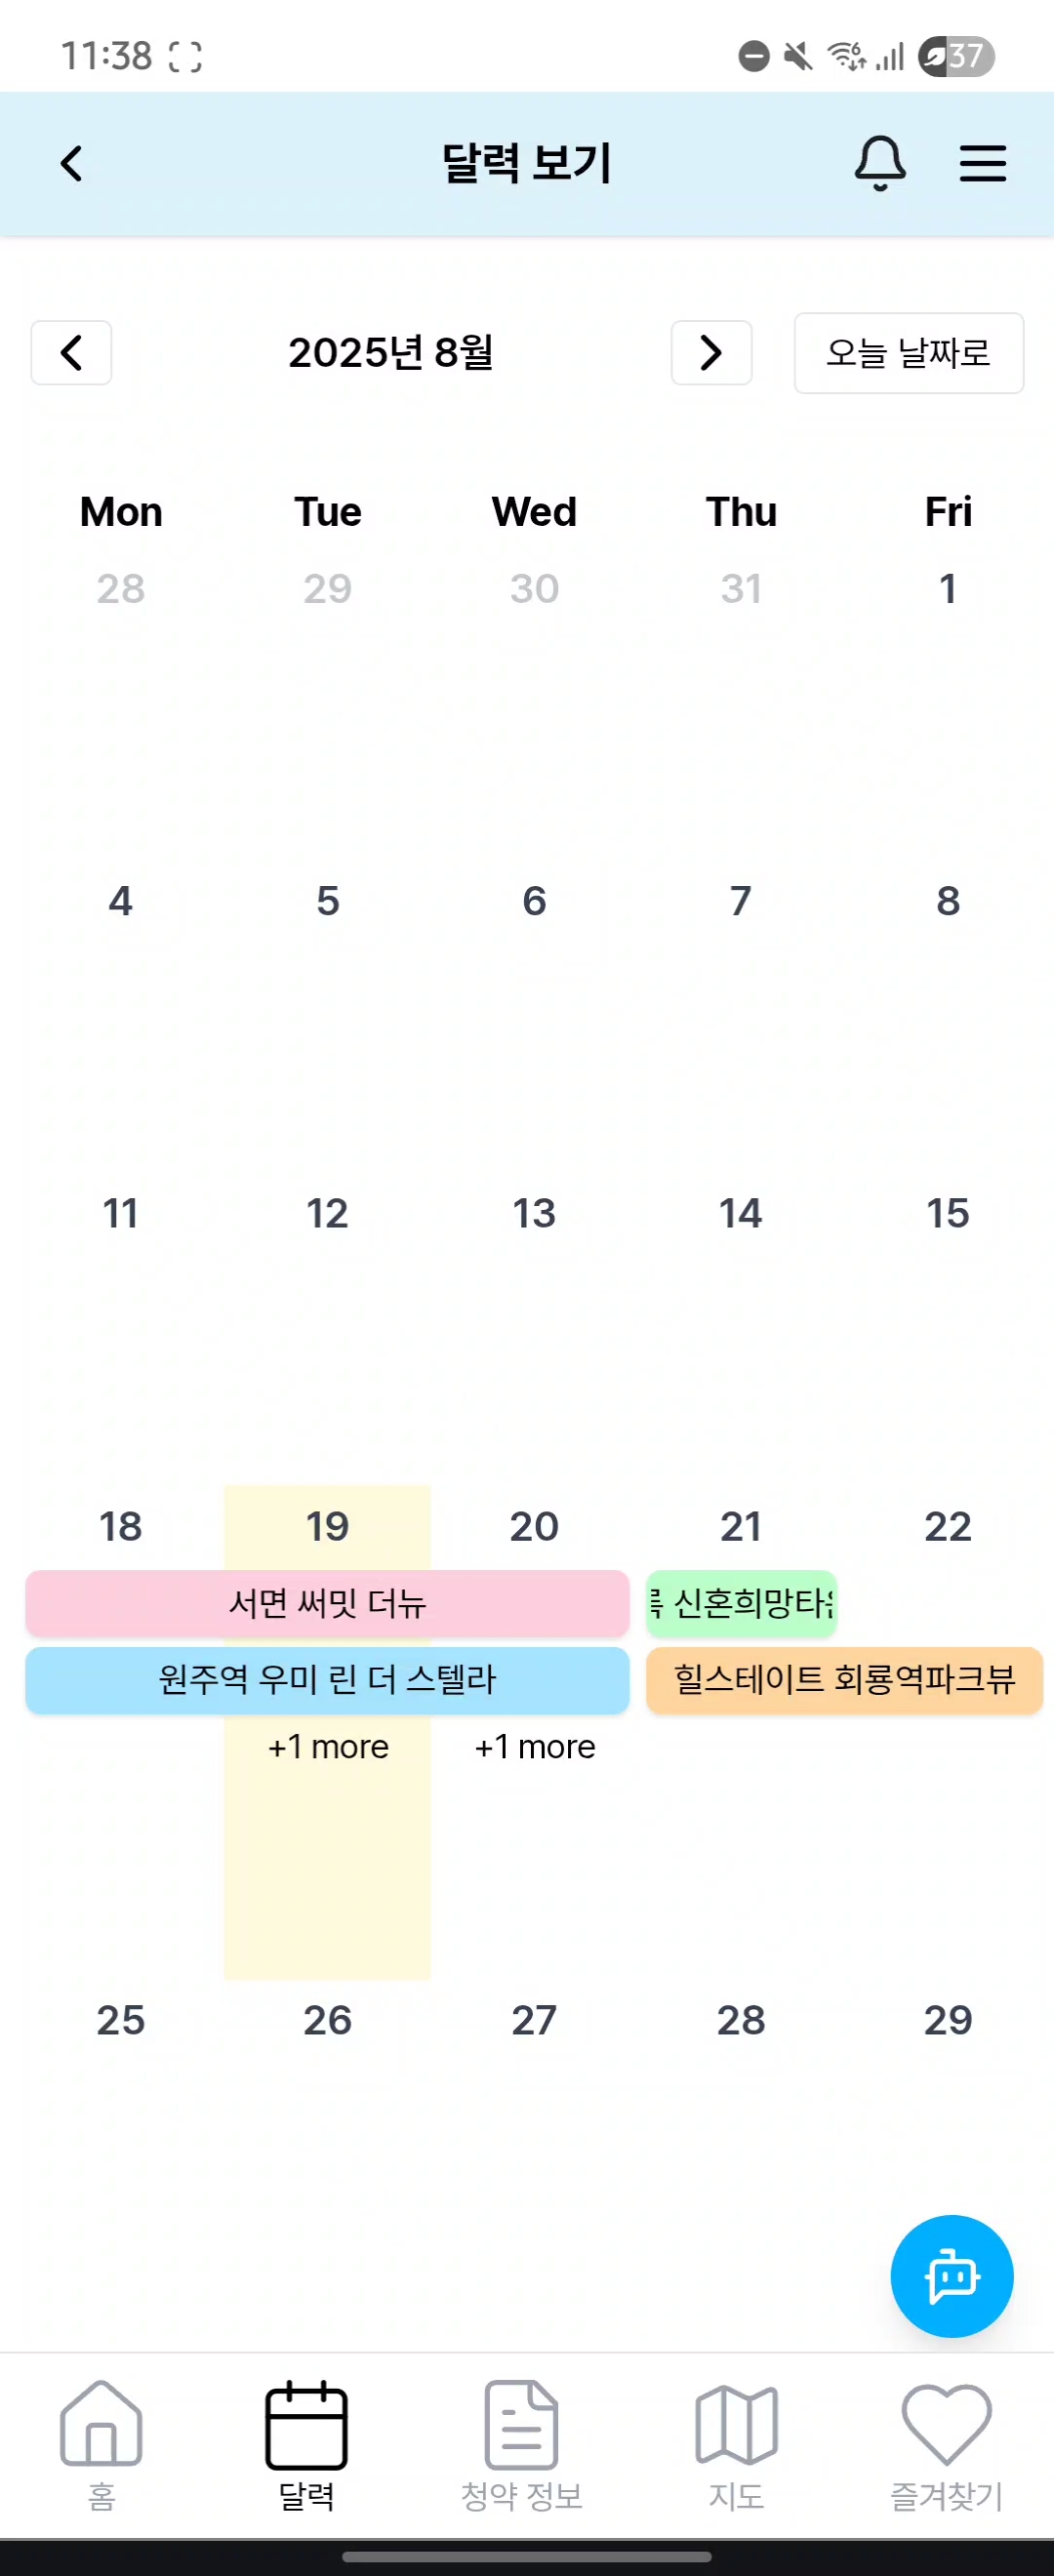 11:38
6 37
달력 보기
2025년 8월
오늘 날짜로
Mon Tue Wed Thu Fri
28 29 30 31 1
4 5 6 7 8
11 12 13 14 15
18 19 20 21 22
서면 써밋 더뉴
신혼희망타
원주역 우미 린 더 스텔라
힐스테이트 회룡역파크뷰
+1 more +1 more
25 26 27 28 29
홈 달력 청약 정보 지도 즐겨찾기